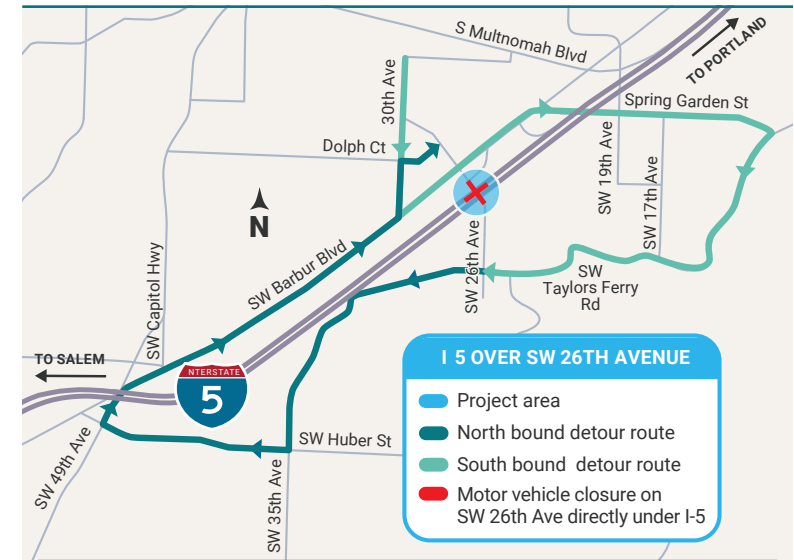 S Multnomah Blvd
TO PORTLAND
30th Ave
Spring Garden St
Dolph Ct
SW 19th Ave
SW 17th Ave
N
SW 26th Ave
SW Barbur Blvd
SW Capitol Hwy
SW
Taylors Ferry
Rd
TO SALEM
NTERSTATE
5
SW 49th Ave
SW 35th Ave
SW Huber St
I 5 OVER SW 26TH AVENUE
Project area
North bound detour route
South bound detour route
Motor vehicle closure on
SW 26th Ave directly under I-5